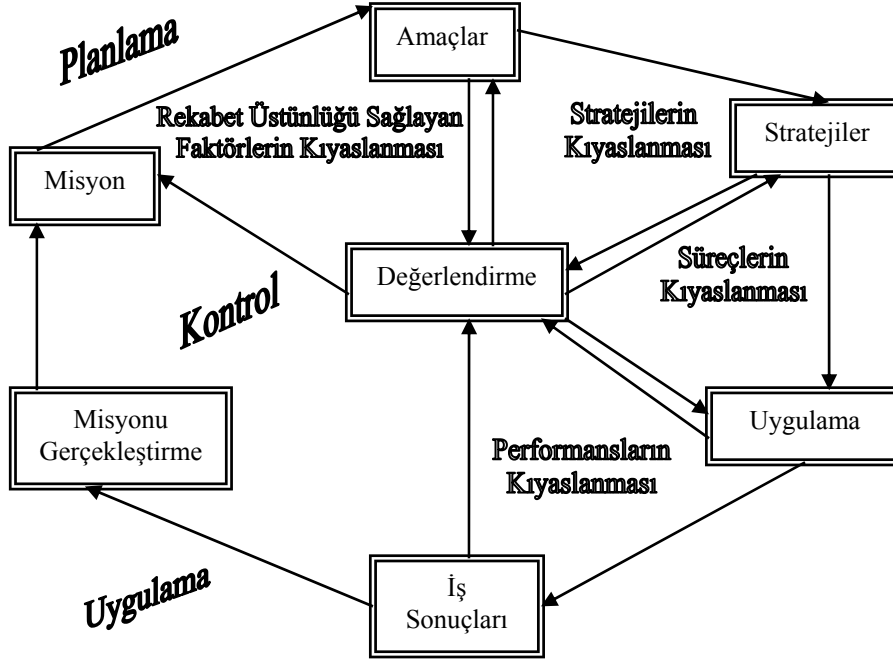 Planlama
Amaçlar
Rekabet Üstünlüğü Sağlayan
Faktörlerin Kıyaslanması
Stratejilerin
Kıyaslanması
Stratejiler
Misyon
Değerlendirme
Süreçlerin
Kıyaslanması
Kontrol
Misyonu
Gerçekleştirme
Uygulama
Performansların
Kıyaslanması
Uygulama
İş
Sonuçları